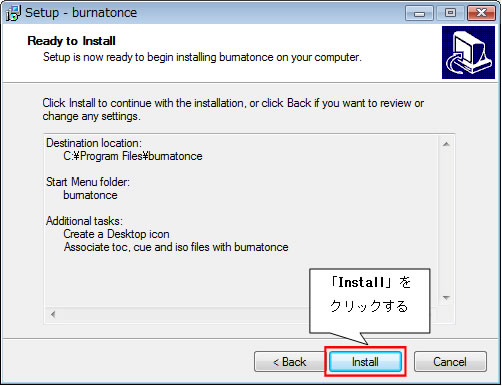 Setup - burnatonce
Ready to Install
Setup is now ready to begin installing burnatonce on your computer.
Click Install to continue with the installation, or click Back if you want to review or
change any settings.
Destination location:
C:¥Program Files¥burnatonce
Start Menu folder:
burnatonce
Additional tasks:
Create a Desktop icon
Associate toc, cue and iso files with burnatonce
「Install」を
クリックする
< Back
Install
Cancel